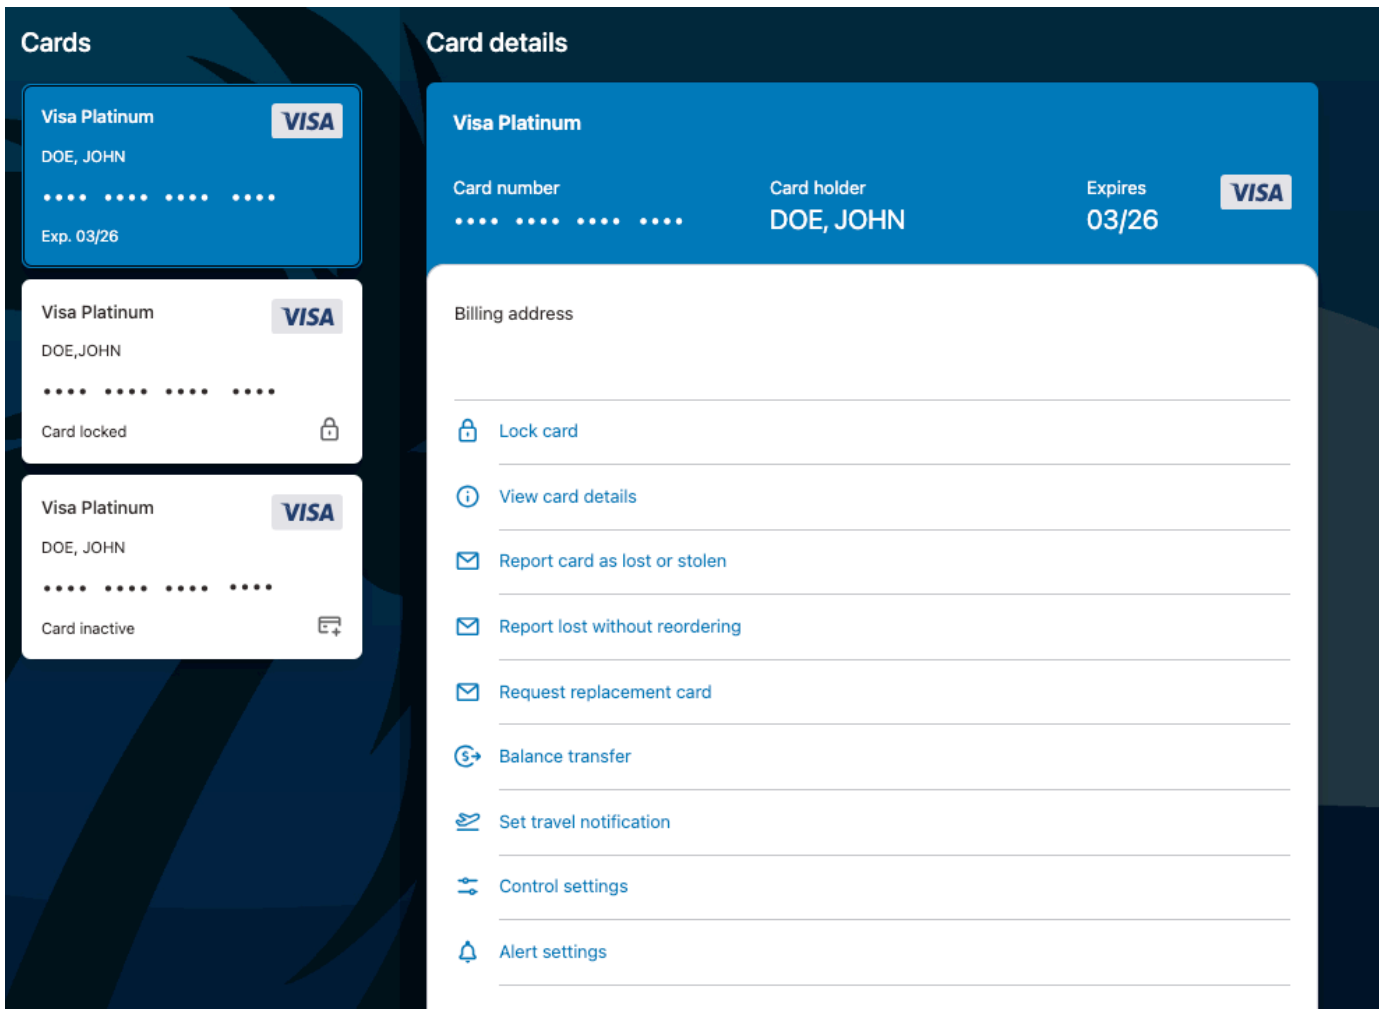 Cards
Visa Platinum
VISA
DOE, JOHN
•••• •••• •••• ••••
Exp. 03/26
Visa Platinum
VISA
DOE,JOHN
•••• •••• •••• ••••
Card locked
Visa Platinum
VISA
DOE, JOHN
•••• •••• •••• ••••
Card inactive
Card details
Visa Platinum
Card number
•••• •••• •••• ••••
Card holder
DOE, JOHN
Expires
03/26
VISA
Billing address
Lock card
View card details
Report card as lost or stolen
Report lost without reordering
Request replacement card
Balance transfer
Set travel notification
Control settings
Alert settings